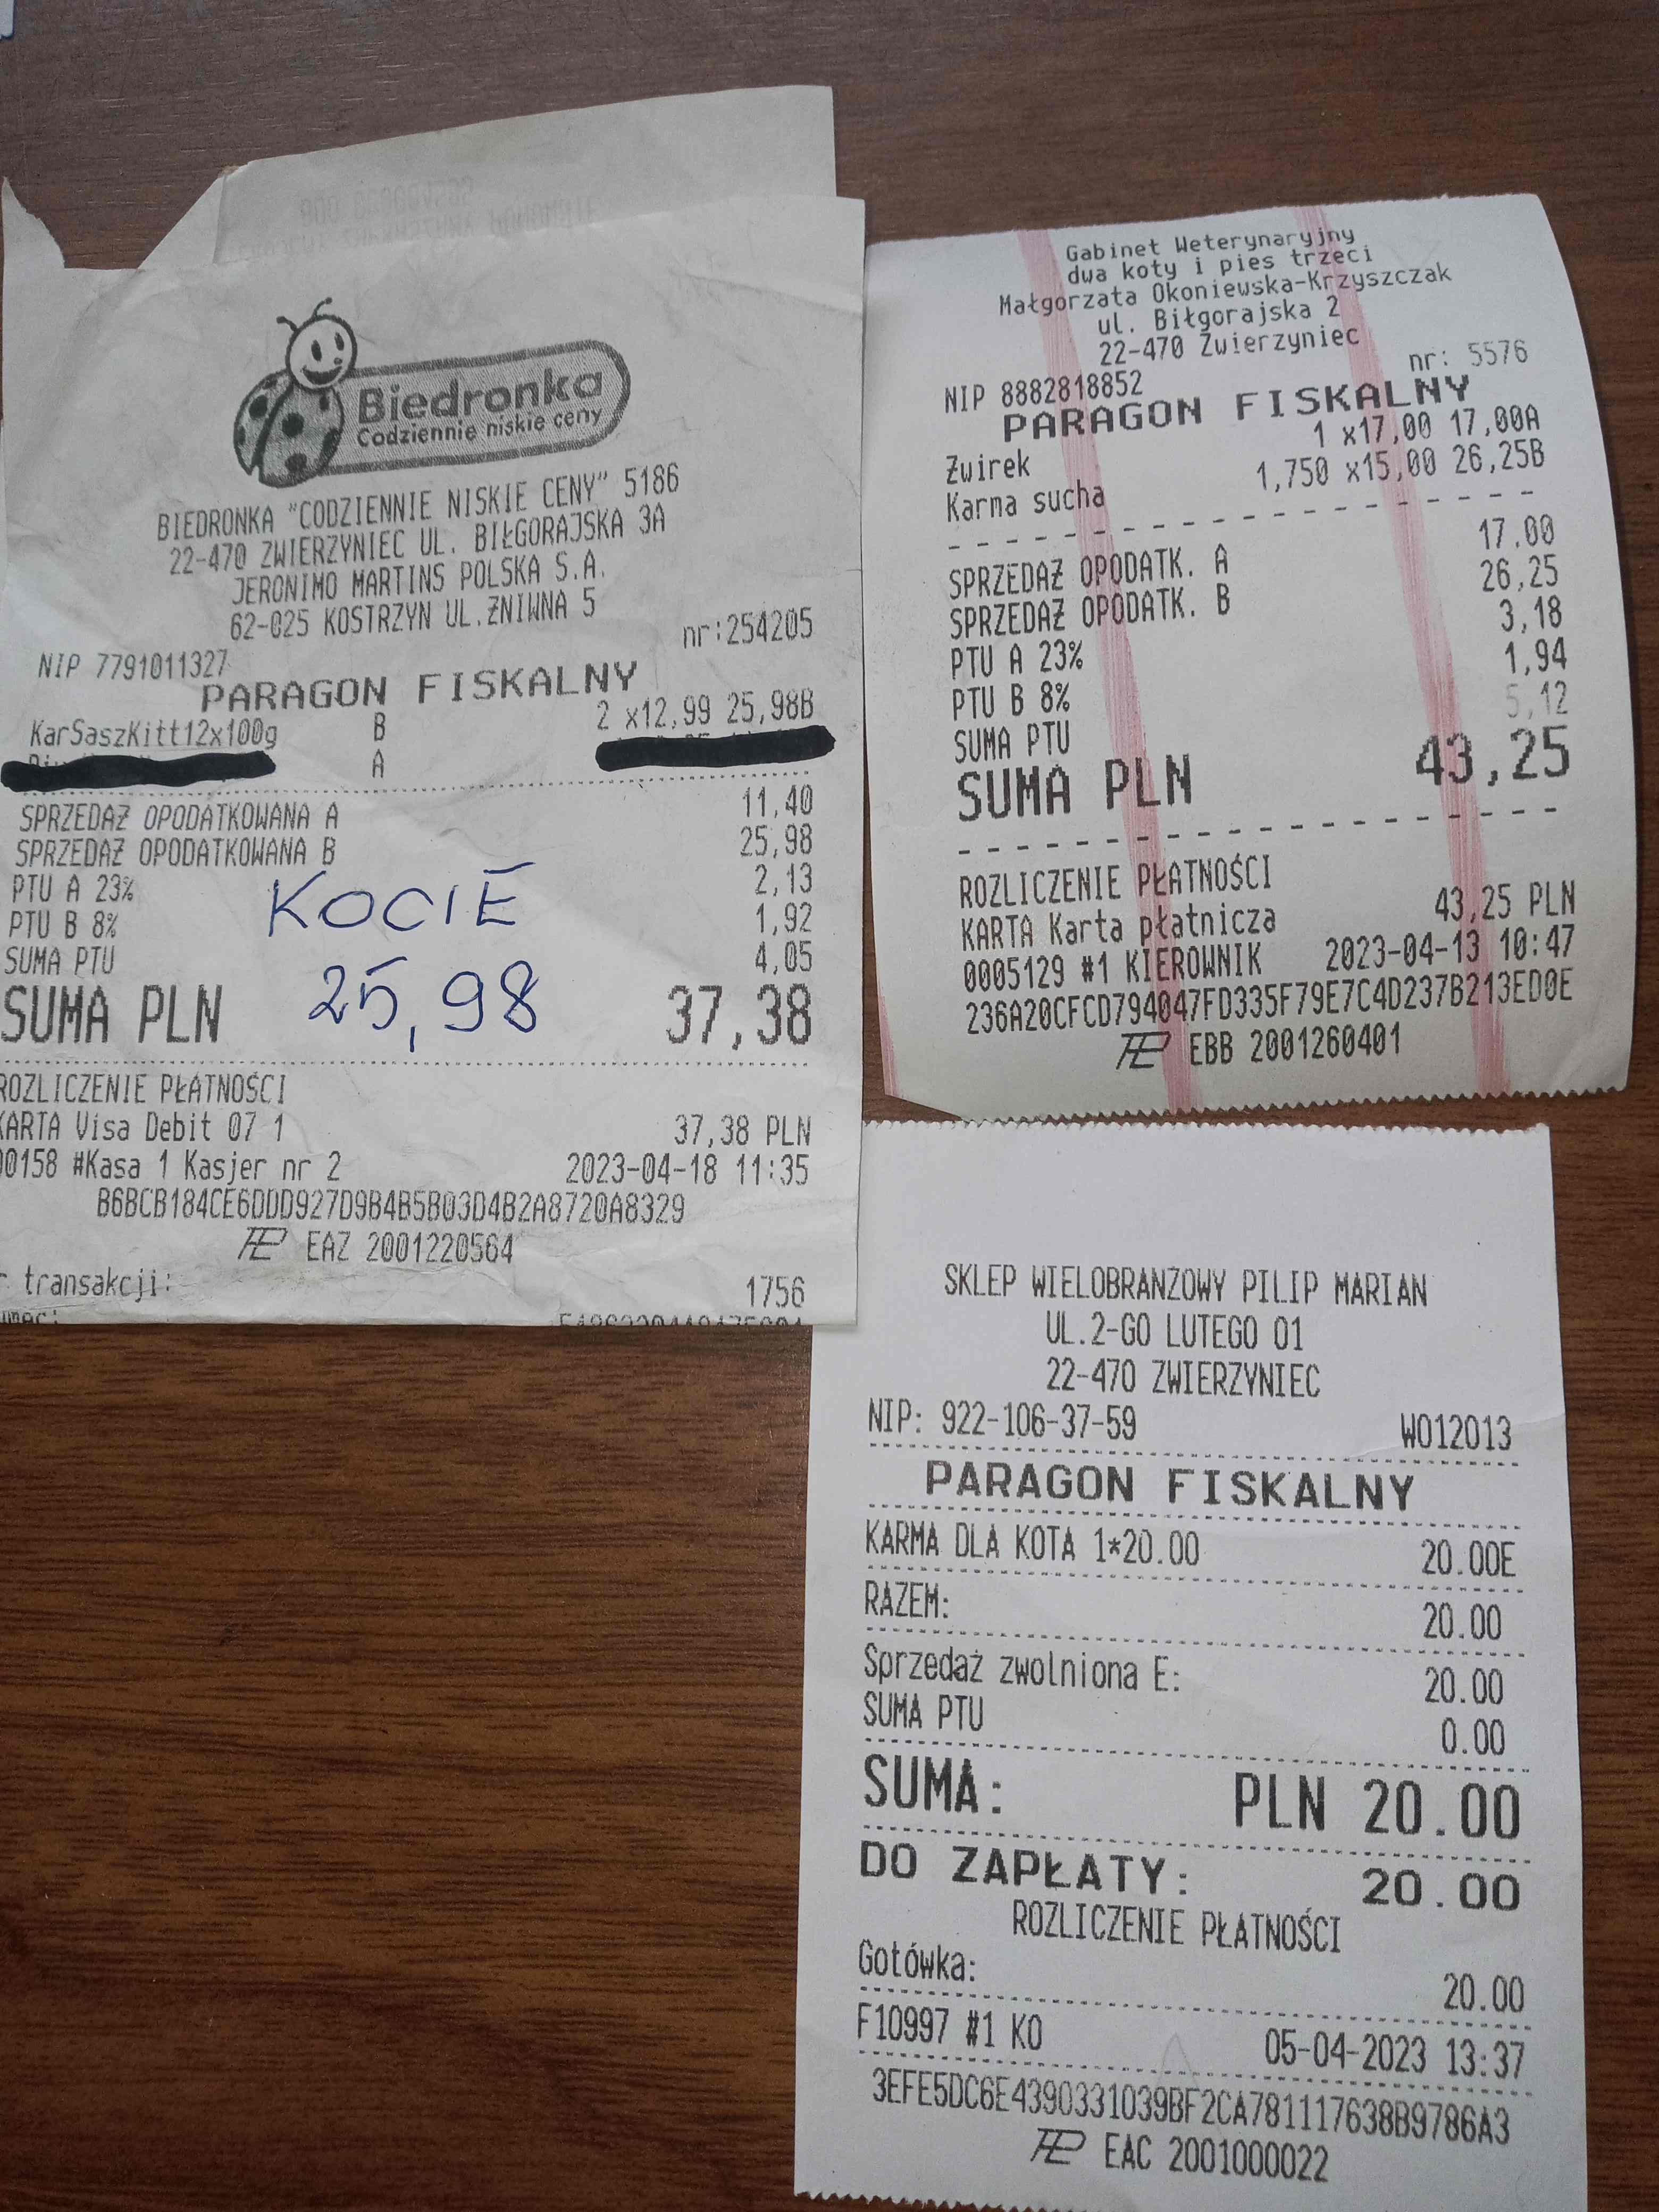 Biedronka
Codziennie niskie ceny
BIEDRONKA "CODZIENNIE NISKIE CENY" 5186
22-470 ZWIERZYNIEC UL. BIŁGORAJSKA 3A
JERONIMO MARTINS POLSKA S.A.
62-025 KOSTRZYN UL.ŻNIWNA 5
nr:254205
NIP 7791011327
PARAGON FISKALNY
KarSaszKitt12x100g B 2 x12,99 25,98B
A
SPRZEDAŻ OPODATKOWANA A 11,40
SPRZEDAŻ OPODATKOWANA B 25,98
PTU A 23% 2,13
PTU B 8% 1,92
SUMA PTU 4,05
KOCIE
25,98
SUMA PLN 37,38
ROZLICZENIE PŁATNOŚCI
KARTA Visa Debit 07 1 37,38 PLN
00158 #Kasa 1 Kasjer nr 2 2023-04-18 11:35
B6BCB184CE6DDD927D9B4B5B03D4B2A8720A8329
EAZ 2001220564
r transakcji: 1756
Gabinet Weterynaryjny
dwa koty i pies trzeci
Małgorzata Okoniewska-Krzyszczak
ul. Biłgorajska 2
22-470 Zwierzyniec
nr: 5576
NIP 8882818852
PARAGON FISKALNY
Żwirek 1 x17,00 17,00A
Karma sucha 1,750 x15,00 26,25B
SPRZEDAŻ OPODATK. A 17,00
SPRZEDAŻ OPODATK. B 26,25
PTU A 23% 3,18
PTU B 8% 1,94
SUMA PTU 5,12
SUMA PLN 43,25
ROZLICZENIE PŁATNOŚCI
KARTA Karta płatnicza 43,25 PLN
0005129 #1 KIEROWNIK 2023-04-13 10:47
236A20CFCD794047FD335F79E7C4D237B213ED0E
EBB 2001260401
SKLEP WIELOBRANZOWY PILIP MARIAN
UL.2-GO LUTEGO 01
22-470 ZWIERZYNIEC
NIP: 922-106-37-59 W012013
PARAGON FISKALNY
KARMA DLA KOTA 1*20.00 20.00E
RAZEM: 20.00
Sprzedaż zwolniona E: 20.00
SUMA PTU 0.00
SUMA: PLN 20.00
DO ZAPŁATY: 20.00
ROZLICZENIE PŁATNOŚCI
Gotówka: 20.00
F10997 #1 KO 05-04-2023 13:37
3EFE5DC6E4390331039BF2CA781117638B9786A3
EAC 2001000022